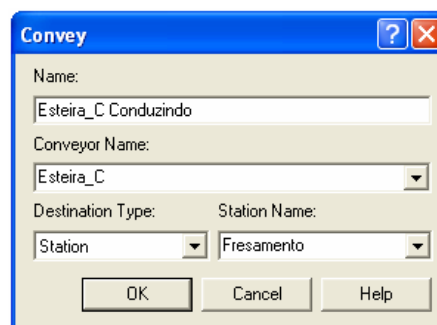 Convey
Name:
Esteira_C Conduzindo
Conveyor Name:
Esteira_C
Destination Type: Station Name:
Station Fresamento
OK Cancel Help